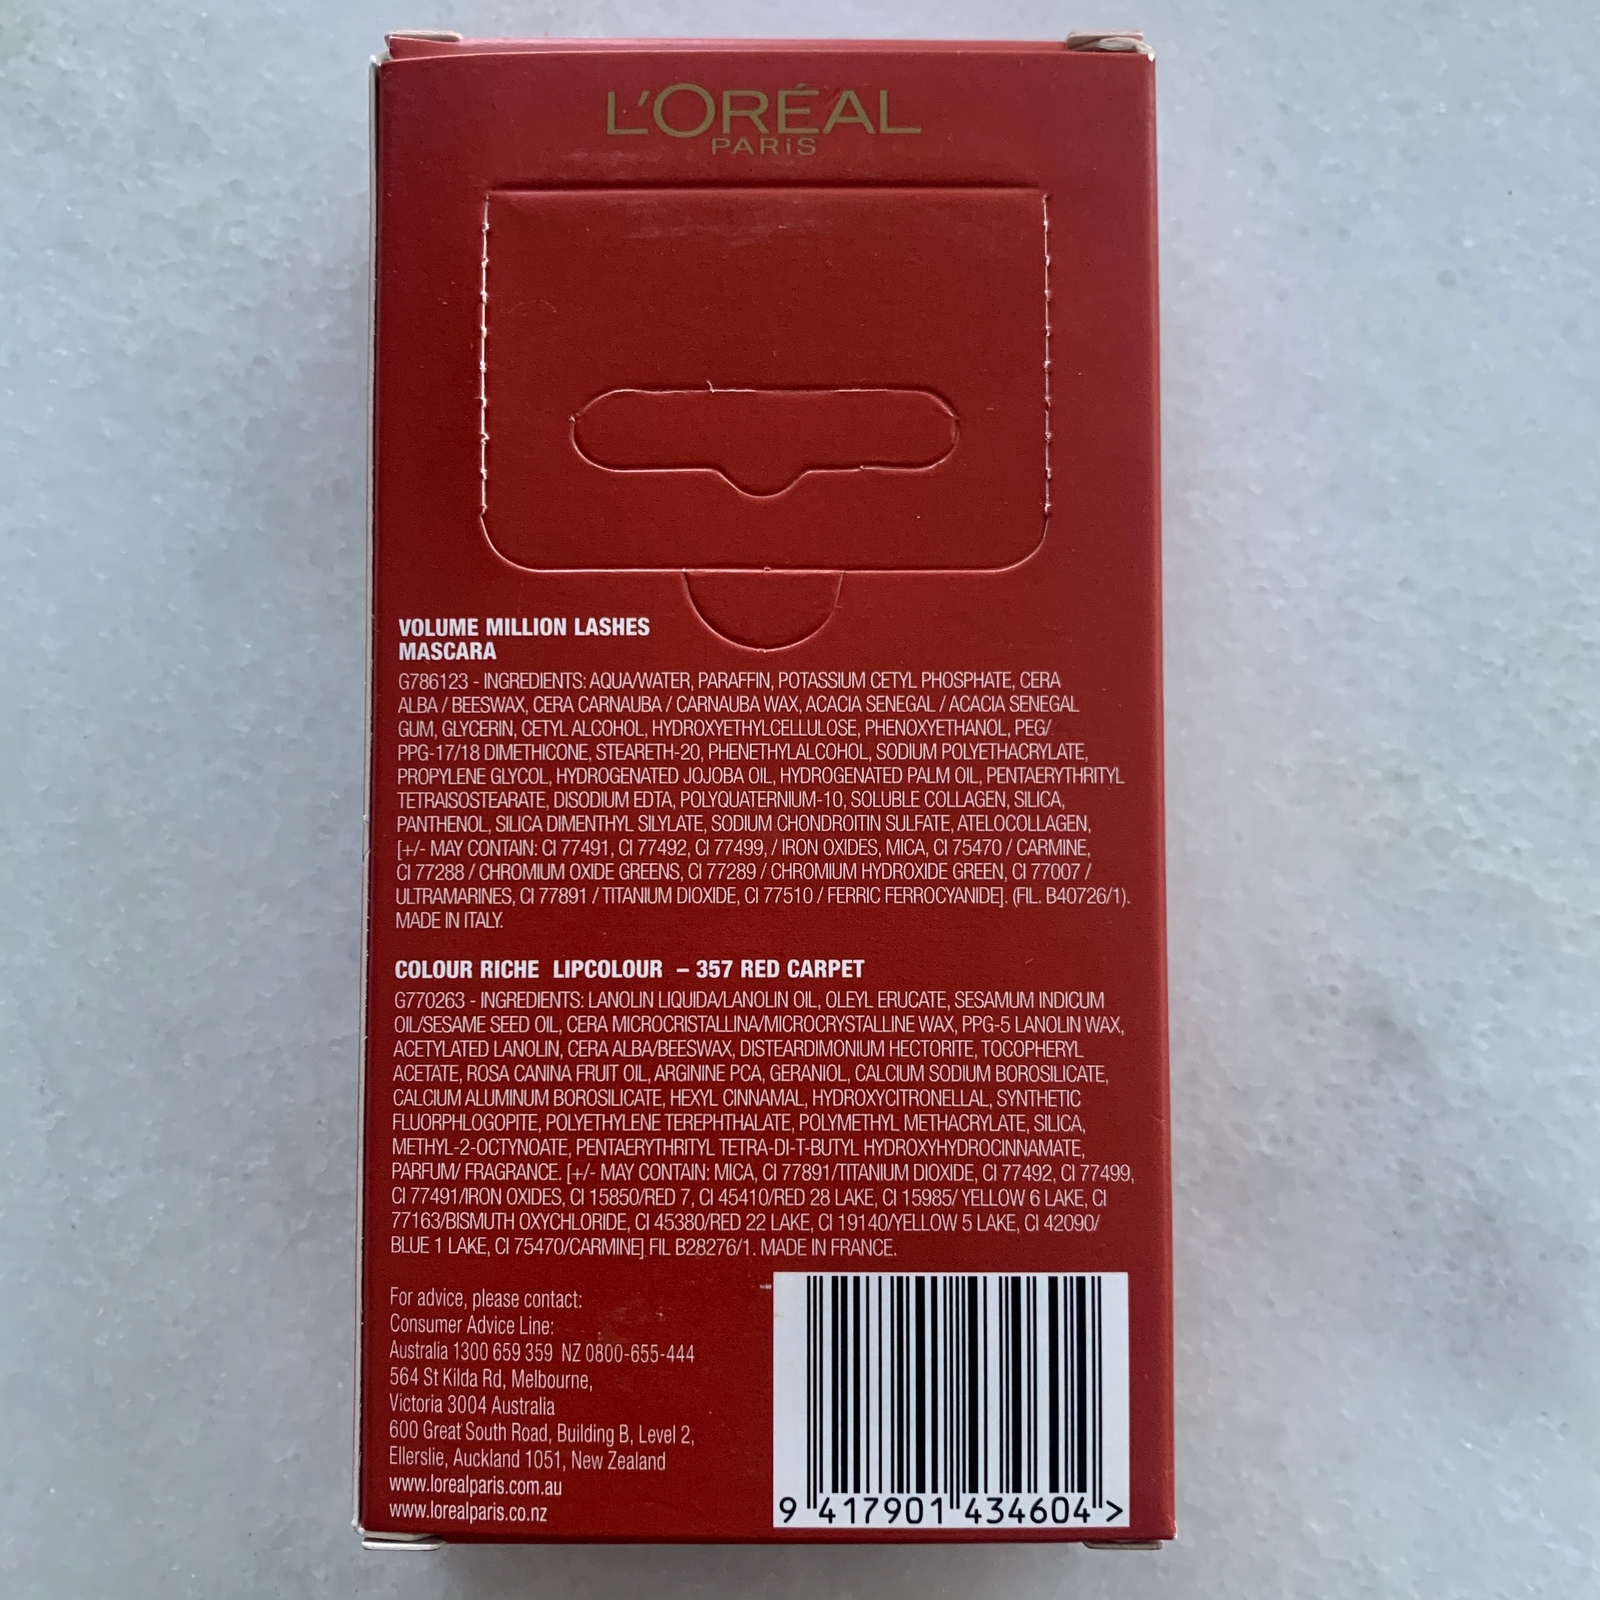 L'ORÉAL
PARiS
VOLUME MILLION LASHES
MASCARA
G786123 - INGREDIENTS: AQUA/WATER, PARAFFIN, POTASSIUM CETYL PHOSPHATE, CERA
ALBA / BEESWAX, CERA CARNAUBA / CARNAUBA WAX, ACACIA SENEGAL / ACACIA SENEGAL
GUM, GLYCERIN, CETYL ALCOHOL, HYDROXYETHYLCELLULOSE, PHENOXYETHANOL, PEG/
PPG-17/18 DIMETHICONE, STEARETH-20, PHENETHYLALCOHOL, SODIUM POLYETHACRYLATE,
PROPYLENE GLYCOL, HYDROGENATED JOJOBA OIL, HYDROGENATED PALM OIL, PENTAERYTHRITYL
TETRAISOSTEARATE, DISODIUM EDTA, POLYQUATERNIUM-10, SOLUBLE COLLAGEN, SILICA,
PANTHENOL, SILICA DIMENTHYL SILYLATE, SODIUM CHONDROITIN SULFATE, ATELOCOLLAGEN,
[+/- MAY CONTAIN: CI 77491, CI 77492, CI 77499, / IRON OXIDES, MICA, CI 75470 / CARMINE,
CI 77288 / CHROMIUM OXIDE GREENS, CI 77289 / CHROMIUM HYDROXIDE GREEN, CI 77007 /
ULTRAMARINES, CI 77891 / TITANIUM DIOXIDE, CI 77510 / FERRIC FERROCYANIDE]. (FIL. B40726/1).
MADE IN ITALY.
COLOUR RICHE LIPCOLOUR – 357 RED CARPET
G770263 - INGREDIENTS: LANOLIN LIQUIDA/LANOLIN OIL, OLEYL ERUCATE, SESAMUM INDICUM
OIL/SESAME SEED OIL, CERA MICROCRISTALLINA/MICROCRYSTALLINE WAX, PPG-5 LANOLIN WAX,
ACETYLATED LANOLIN, CERA ALBA/BEESWAX, DISTEARDIMONIUM HECTORITE, TOCOPHERYL
ACETATE, ROSA CANINA FRUIT OIL, ARGININE PCA, GERANIOL, CALCIUM SODIUM BOROSILICATE,
CALCIUM ALUMINUM BOROSILICATE, HEXYL CINNAMAL, HYDROXYCITRONELLAL, SYNTHETIC
FLUORPHLOGOPITE, POLYETHYLENE TEREPHTHALATE, POLYMETHYL METHACRYLATE, SILICA,
METHYL-2-OCTYNOATE, PENTAERYTHRITYL TETRA-DI-T-BUTYL HYDROXYHYDROCINNAMATE,
PARFUM/ FRAGRANCE. [+/- MAY CONTAIN: MICA, CI 77891/TITANIUM DIOXIDE, CI 77492, CI 77499,
CI 77491/IRON OXIDES, CI 15850/RED 7, CI 45410/RED 28 LAKE, CI 15985/ YELLOW 6 LAKE, CI
77163/BISMUTH OXYCHLORIDE, CI 45380/RED 22 LAKE, CI 19140/YELLOW 5 LAKE, CI 42090/
BLUE 1 LAKE, CI 75470/CARMINE] FIL B28276/1. MADE IN FRANCE.
For advice, please contact:
Consumer Advice Line:
Australia 1300 659 359 NZ 0800-655-444
564 St Kilda Rd, Melbourne,
Victoria 3004 Australia
600 Great South Road, Building B, Level 2,
Ellerslie, Auckland 1051, New Zealand
www.lorealparis.com.au
www.lorealparis.co.nz
9 417901 434604 >